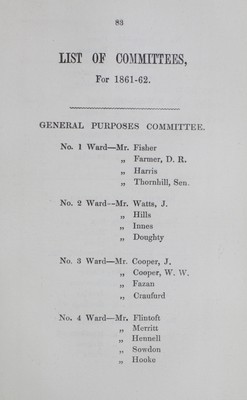 83
LIST OF COMMITTEES,
For 1861-62.
GENERAL PURPOSES COMMITTEE.
No. 1 Ward—Mr. Fisher
„ Farmer, D. R.
„ Harris
„ Thornhill, Sen.
No. 2 Ward—Mr. Watts, J.
„ Hills
„ Innes
„ Doughty
No. 3 Ward—Mr. Cooper, J.
„ Cooper, W. W.
„ Fazan
„ Craufurd
No. 4 Ward—Mr. Flintoft
„ Merritt
„ Hennell
„ Sowdon
„ Hooke